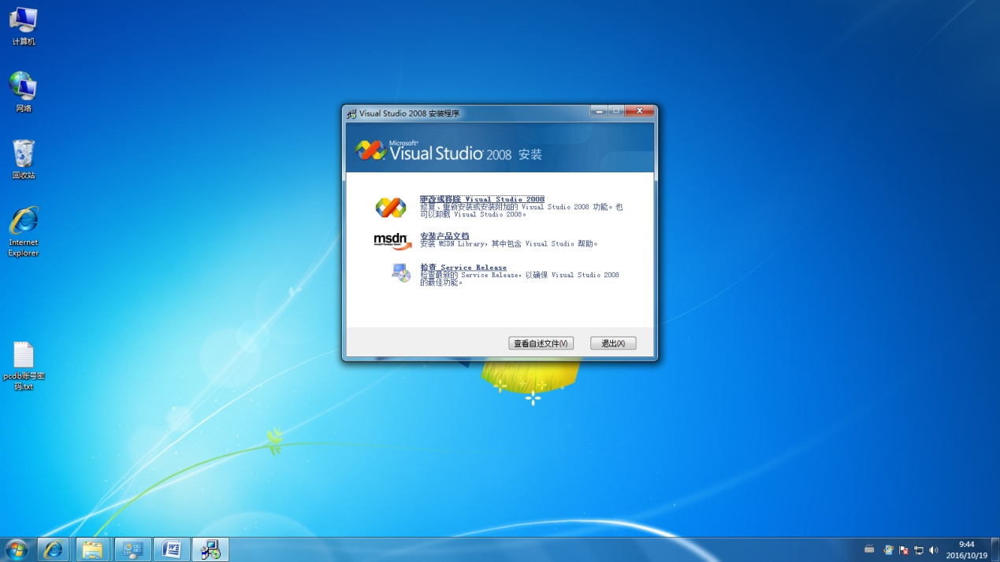 计算机
网络
回收站
Internet
Explorer
pcdb账号密
码.txt
Visual Studio 2008 安装程序
Microsoft®
Visual Studio® 2008 安装
更改或移除 Visual Studio 2008
修复、重新安装或安装附加的 Visual Studio 2008 功能。也
可以卸载 Visual Studio 2008。
msdn
安装产品文档
安装 MSDN Library，其中包含 Visual Studio 帮助。
检查 Service Release
检查最新的 Service Release，以确保 Visual Studio 2008
的最佳功能。
查看自述文件(V)
退出(X)
9:44
2016/10/19